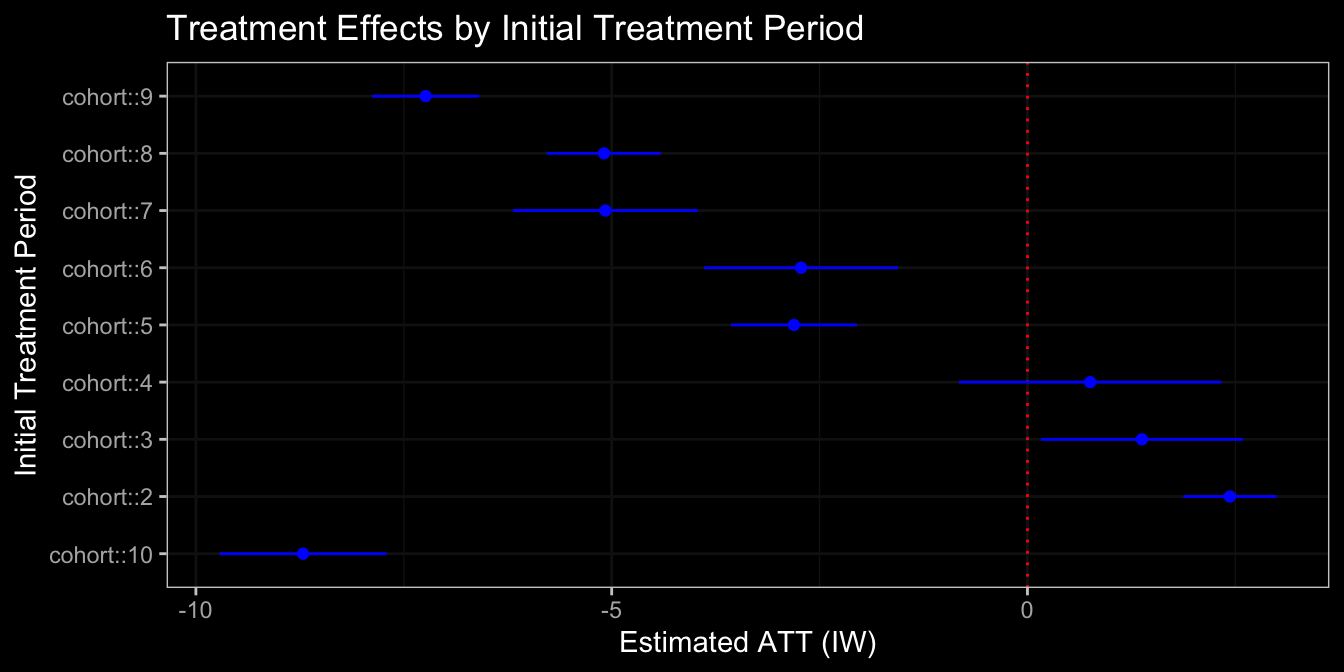 Treatment Effects by Initial Treatment Period
Initial Treatment Period
cohort::9
cohort::8
cohort::7
cohort::6
cohort::5
cohort::4
cohort::3
cohort::2
cohort::10
-10
-5
0
Estimated ATT (IW)